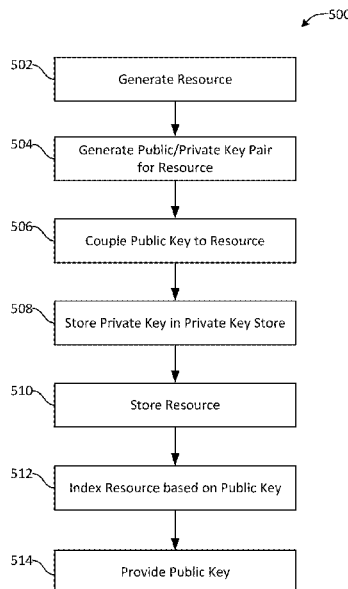 500
502
Generate Resource
504
Generate Public/Private Key Pair
for Resource
506
Couple Public Key to Resource
508
Store Private Key in Private Key Store
510
Store Resource
512
Index Resource based on Public Key
514
Provide Public Key